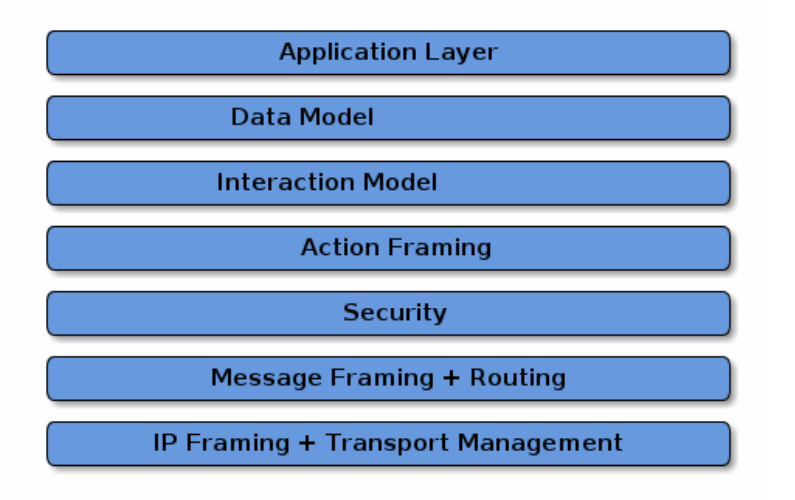 Application Layer
Data Model
Interaction Model
Action Framing
Security
Message Framing + Routing
IP Framing + Transport Management